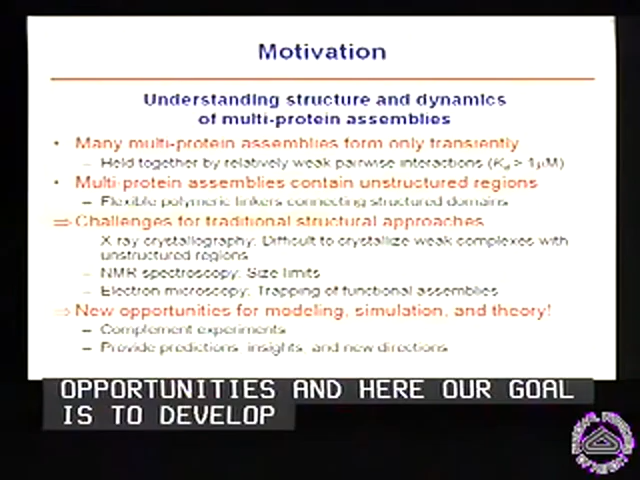 Motivation
Understanding structure and dynamics
of multi-protein assemblies
• Many multi-protein assemblies form only transiently
– Held together by relatively weak pairwise interactions (Kd > 1μM)
• Multi-protein assemblies contain unstructured regions
– Flexible polymeric linkers connecting structured domains
⇒ Challenges for traditional structural approaches
– X ray crystallography: Difficult to crystallize weak complexes with
unstructured regions
– NMR spectroscopy: Size limits
– Electron microscopy: Trapping of functional assemblies
⇒ New opportunities for modeling, simulation, and theory!
– Complement experiments
– Provide predictions, insights, and new directions
OPPORTUNITIES AND HERE OUR GOAL
IS TO DEVELOP